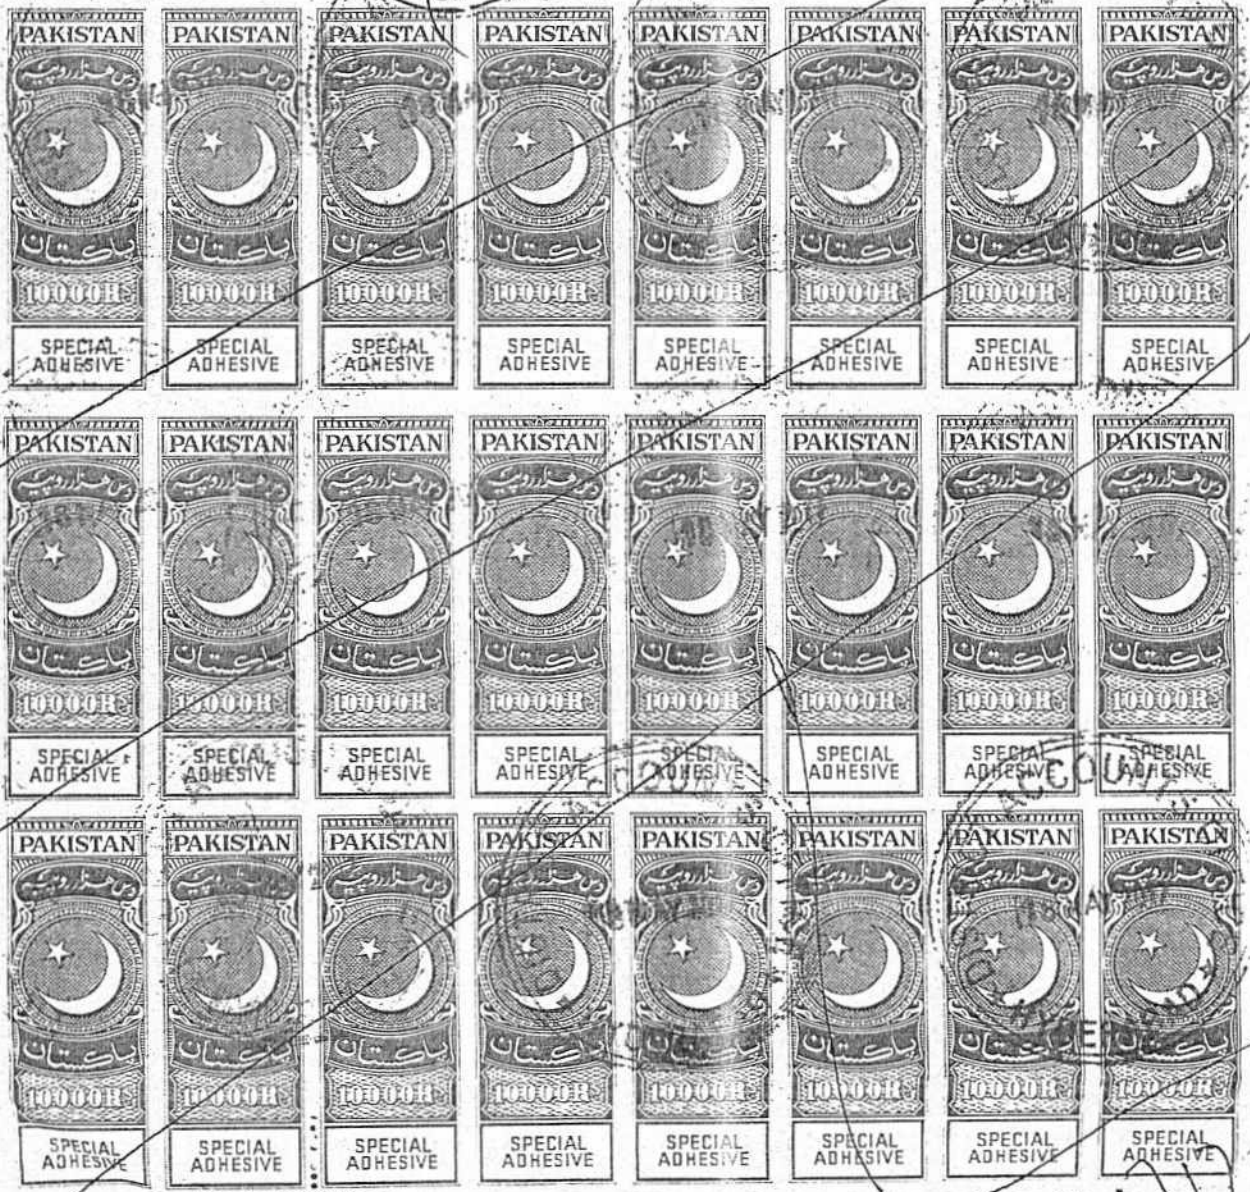 PAKISTAN PAKISTAN PAKISTAN PAKISTAN PAKISTAN PAKISTAN PAKISTAN PAKISTAN
دس ہزار روپیہ دس ہزار روپیہ دس ہزار روپیہ دس ہزار روپیہ دس ہزار روپیہ دس ہزار روپیہ دس ہزار روپیہ دس ہزار روپیہ
پاکستان پاکستان پاکستان پاکستان پاکستان پاکستان پاکستان پاکستان
10000R 10000R 10000R 10000R 10000R 10000R 10000R 10000R
SPECIAL SPECIAL SPECIAL SPECIAL SPECIAL SPECIAL SPECIAL SPECIAL
ADHESIVE ADHESIVE ADHESIVE ADHESIVE ADHESIVE ADHESIVE ADHESIVE ADHESIVE
PAKISTAN PAKISTAN PAKISTAN PAKISTAN PAKISTAN PAKISTAN PAKISTAN PAKISTAN
دس ہزار روپیہ دس ہزار روپیہ دس ہزار روپیہ دس ہزار روپیہ دس ہزار روپیہ دس ہزار روپیہ دس ہزار روپیہ دس ہزار روپیہ
پاکستان پاکستان پاکستان پاکستان پاکستان پاکستان پاکستان پاکستان
10000R 10000R 10000R 10000R 10000R 10000R 10000R 10000R
SPECIAL SPECIAL SPECIAL SPECIAL SPECIAL SPECIAL SPECIAL SPECIAL
ADHESIVE ADHESIVE ADHESIVE ADHESIVE ADHESIVE ADHESIVE ADHESIVE ADHESIVE
PAKISTAN PAKISTAN PAKISTAN PAKISTAN PAKISTAN PAKISTAN PAKISTAN PAKISTAN
دس ہزار روپیہ دس ہزار روپیہ دس ہزار روپیہ دس ہزار روپیہ دس ہزار روپیہ دس ہزار روپیہ دس ہزار روپیہ دس ہزار روپیہ
پاکستان پاکستان پاکستان پاکستان پاکستان پاکستان پاکستان پاکستان
10000R 10000R 10000R 10000R 10000R 10000R 10000R 10000R
SPECIAL SPECIAL SPECIAL SPECIAL SPECIAL SPECIAL SPECIAL SPECIAL
ADHESIVE ADHESIVE ADHESIVE ADHESIVE ADHESIVE ADHESIVE ADHESIVE ADHESIVE